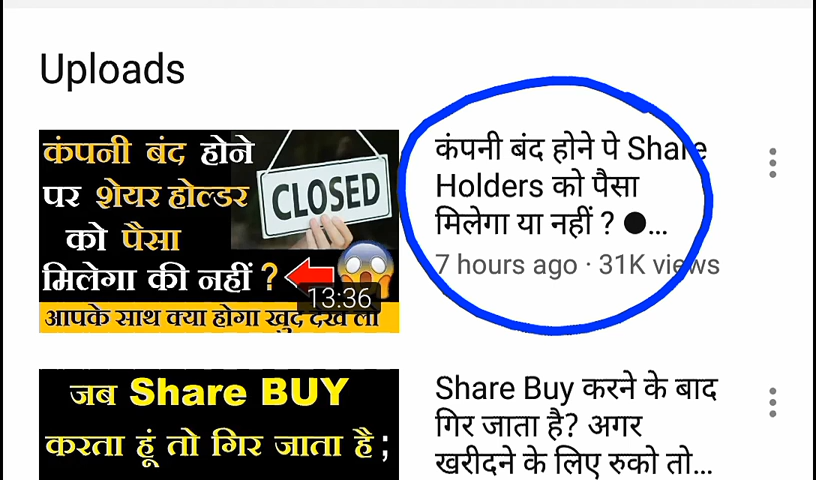 Uploads
कंपनी बंद होने
पर शेयर होल्डर
को पैसा
मिलेगा की नहीं ?
CLOSED
13:36
आपके साथ क्या होगा खुद देख लो
कंपनी बंद होने पे Share
Holders को पैसा
मिलेगा या नहीं ? ●...
7 hours ago · 31K views
जब Share BUY
करता हूं तो गिर जाता है ;
Share Buy करने के बाद
गिर जाता है? अगर
खरीदने के लिए रुको तो...